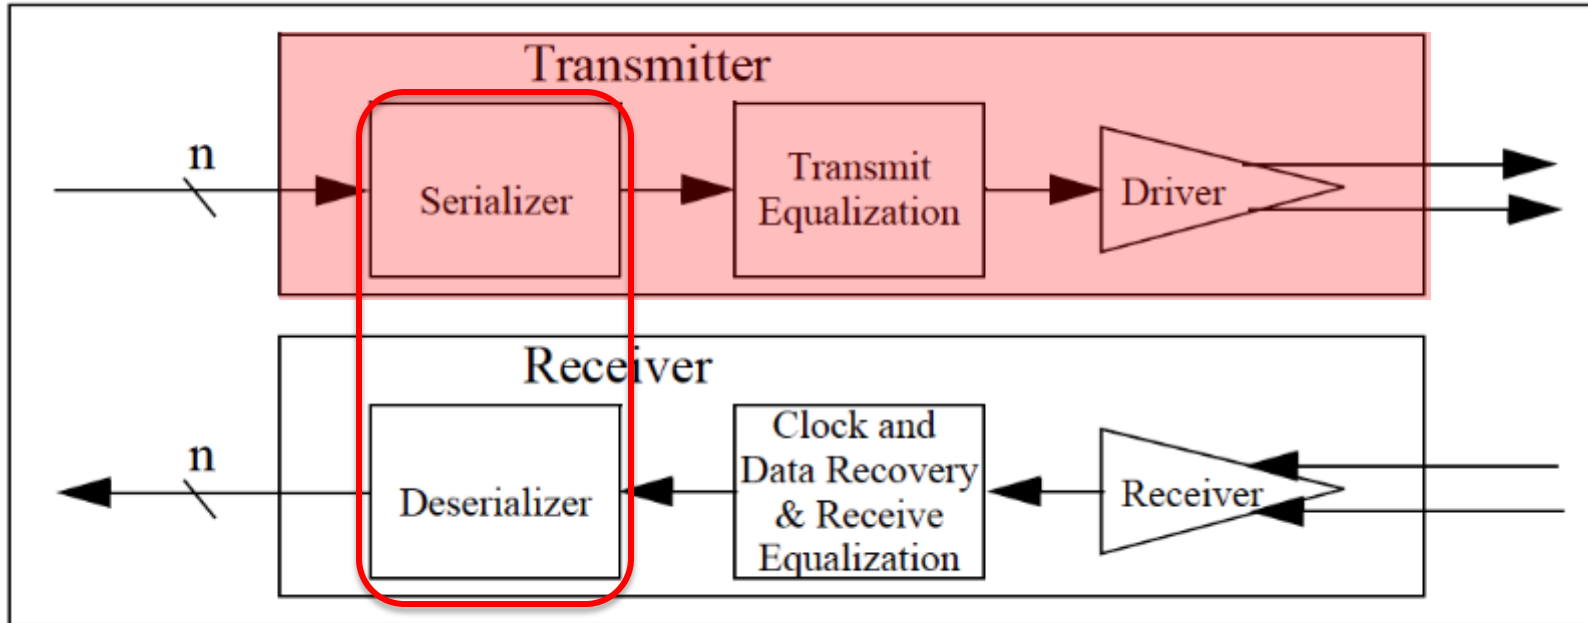 Transmitter
n
Serializer
Transmit
Equalization
Driver
Receiver
n
Deserializer
Clock and
Data Recovery
& Receive
Equalization
Receiver